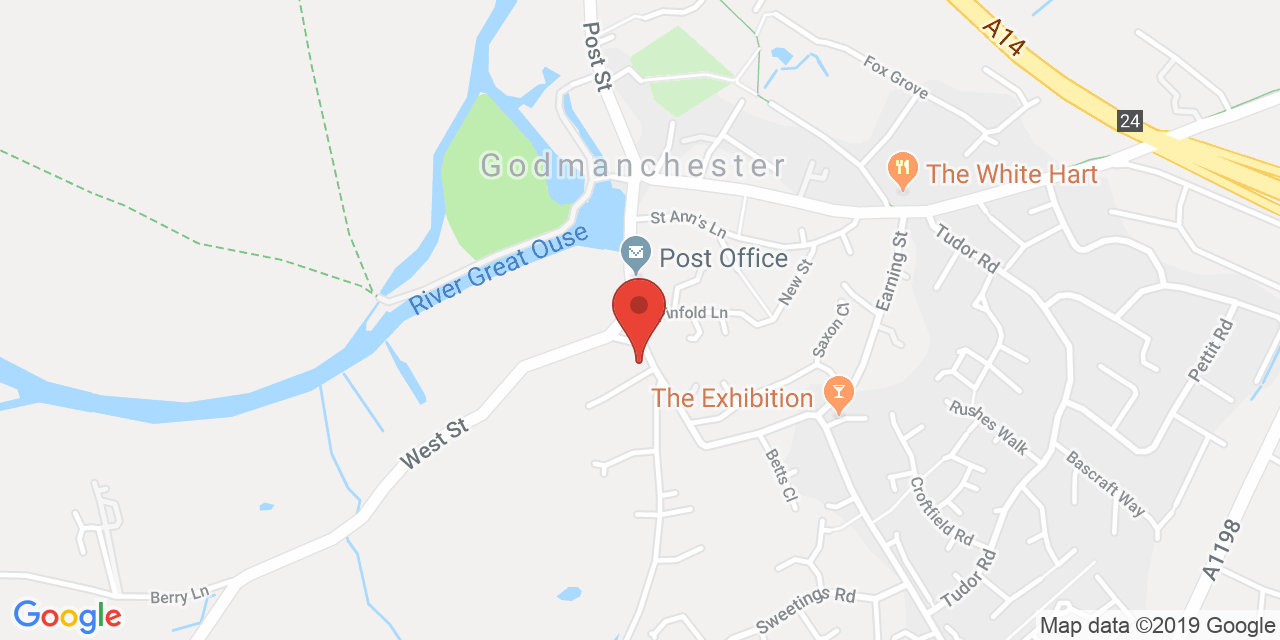 A14
Post St
Fox Grove
24
Godmanchester
The White Hart
St Ann's Ln
Tudor Rd
River Great Ouse
Post Office
Earning St
New St
Anfold Ln
Saxon Cl
Pettit Rd
The Exhibition
Rushes Walk
West St
Betts Cl
Bascraft Way
Croftfield Rd
A1198
Tudor Rd
Berry Ln
Sweetings Rd
Google
Map data ©2019 Google